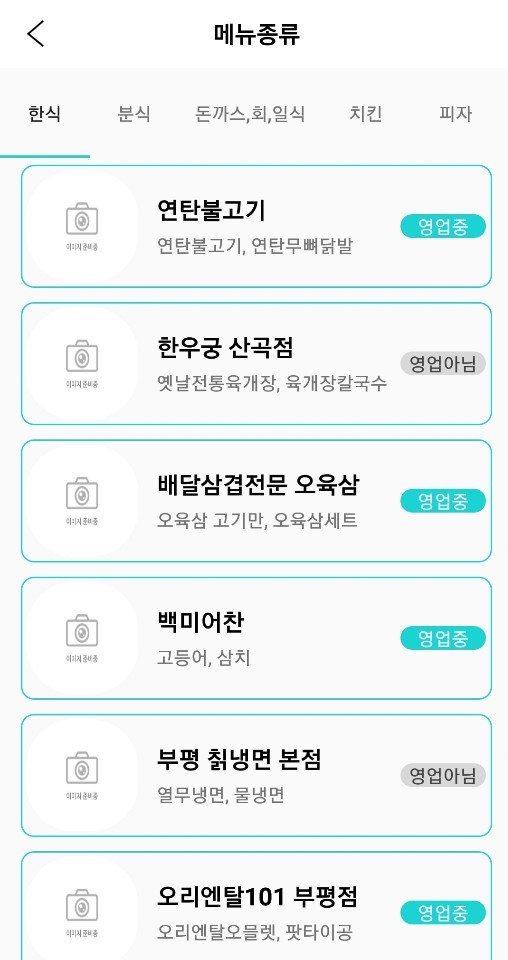 메뉴종류
한식 분식 돈까스,회,일식 치킨 피자
연탄불고기
연탄불고기, 연탄무뼈닭발
영업중
이미지 준비중
한우궁 산곡점
옛날전통육개장, 육개장칼국수
영업아님
이미지 준비중
배달삼겹전문 오육삼
오육삼 고기만, 오육삼세트
영업중
이미지 준비중
백미어찬
고등어, 삼치
영업중
이미지 준비중
부평 칡냉면 본점
열무냉면, 물냉면
영업아님
이미지 준비중
오리엔탈101 부평점
오리엔탈오믈렛, 팟타이공
영업중
이미지 준비중